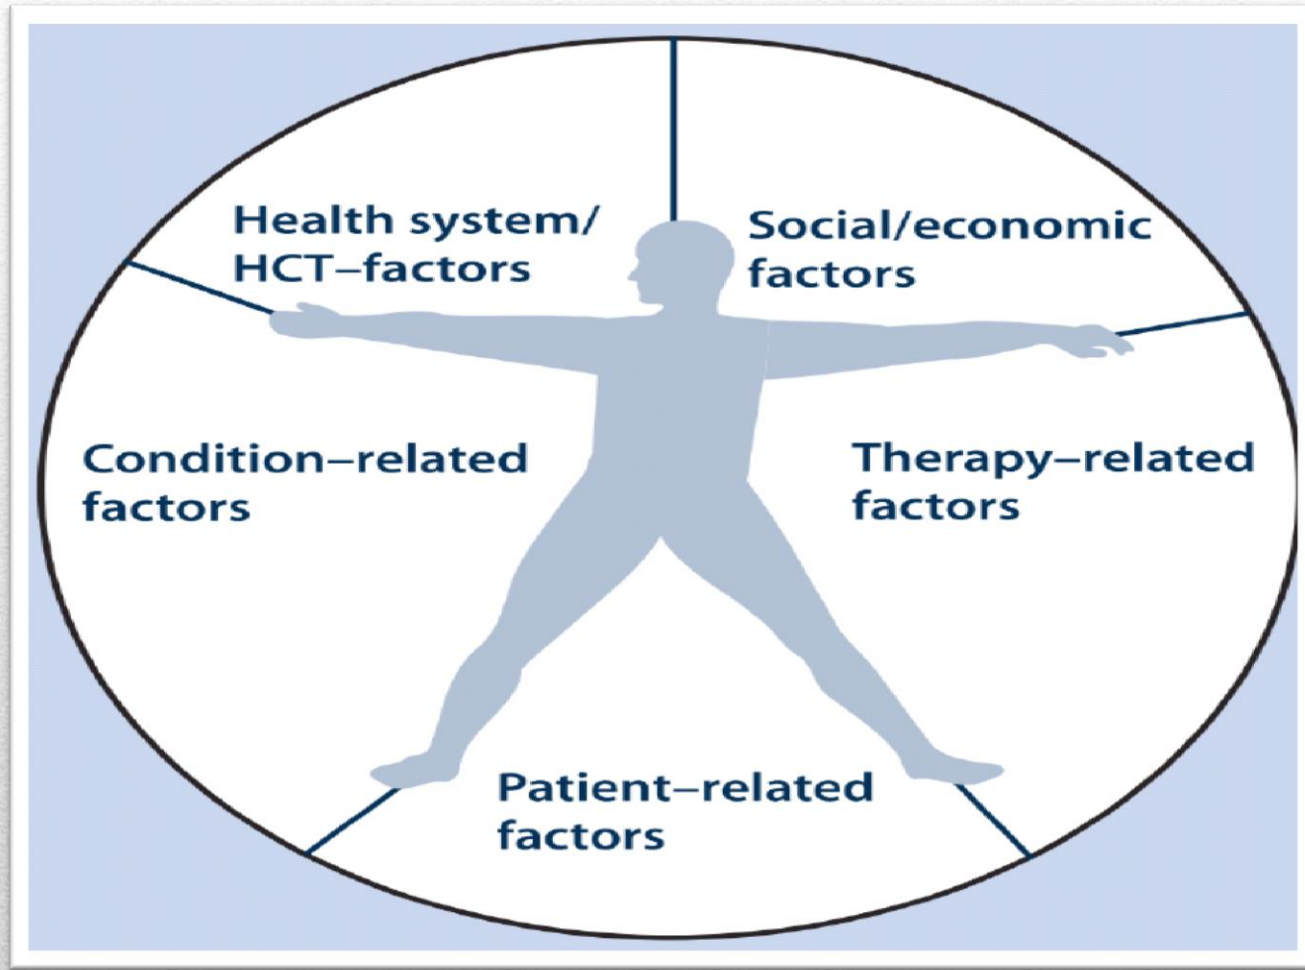 Health system/
HCT–factors
Social/economic
factors
Condition–related
factors
Therapy–related
factors
Patient–related
factors